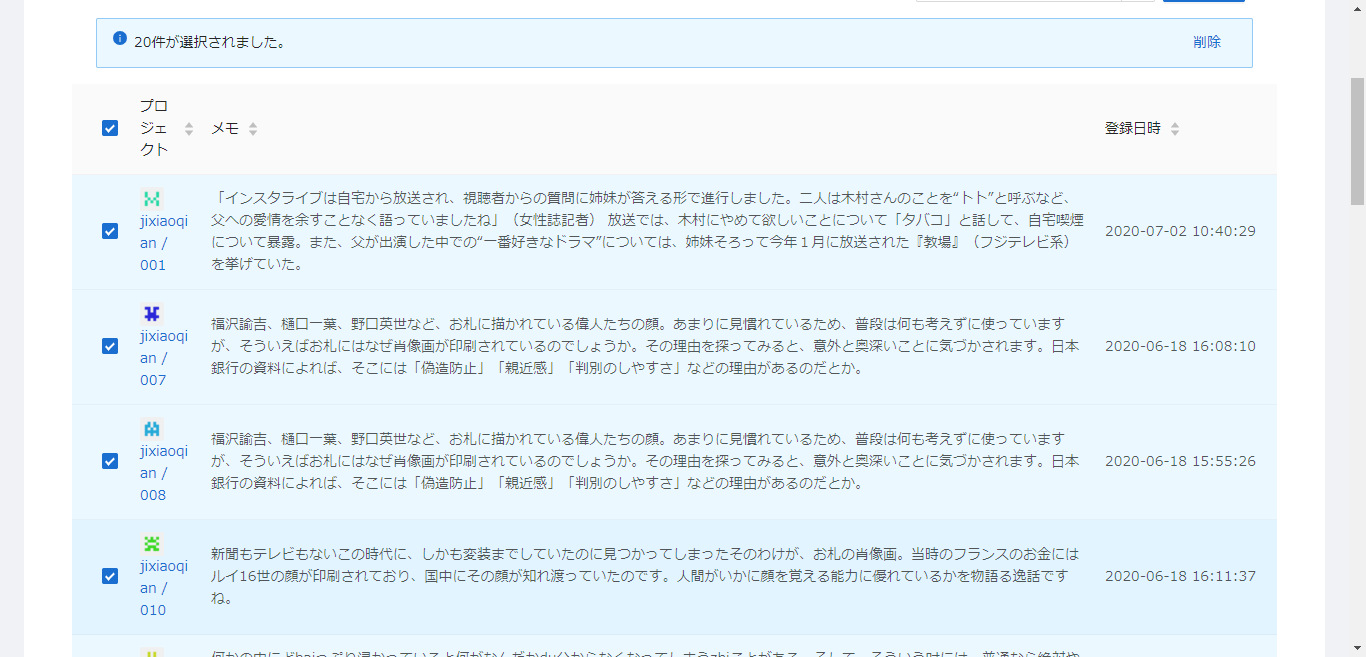 20件が選択されました。
削除
プロ
ジェ
クト
メモ
登録日時
jixiaoqi
an /
001
「インスタライブは自宅から放送され、視聴者からの質問に姉妹が答える形で進行しました。二人は木村さんのことを“トト”と呼ぶなど、
父への愛情を余すことなく語っていましたね」（女性誌記者） 放送では、木村にやめて欲しいことについて「タバコ」と話して、自宅喫煙
について暴露。また、父が出演した中での“一番好きなドラマ”については、姉妹そろって今年１月に放送された『教場』（フジテレビ系）
を挙げていた。
2020-07-02 10:40:29
jixiaoqi
an /
007
福沢諭吉、樋口一葉、野口英世など、お札に描かれている偉人たちの顔。あまりに見慣れているため、普段は何も考えずに使っています
が、そういえばお札にはなぜ肖像画が印刷されているのでしょうか。その理由を探ってみると、意外と奥深いことに気づかされます。日本
銀行の資料によれば、そこには「偽造防止」「親近感」「判別のしやすさ」などの理由があるのだとか。
2020-06-18 16:08:10
jixiaoqi
an /
008
福沢諭吉、樋口一葉、野口英世など、お札に描かれている偉人たちの顔。あまりに見慣れているため、普段は何も考えずに使っています
が、そういえばお札にはなぜ肖像画が印刷されているのでしょうか。その理由を探ってみると、意外と奥深いことに気づかされます。日本
銀行の資料によれば、そこには「偽造防止」「親近感」「判別のしやすさ」などの理由があるのだとか。
2020-06-18 15:55:26
jixiaoqi
an /
010
新聞もテレビもないこの時代に、しかも変装までしていたのに見つかってしまったそのわけが、お札の肖像画。当時のフランスのお金には
ルイ16世の顔が印刷されており、国中にその顔が知れ渡っていたのです。人間がいかに顔を覚える能力に優れているかを物語る逸話です
ね。
2020-06-18 16:11:37